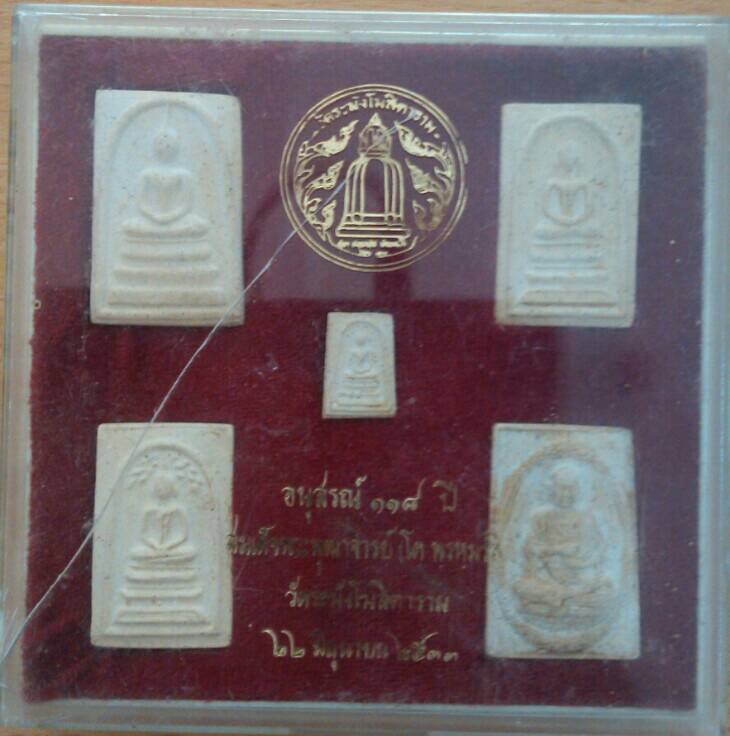 วัดระฆังโฆสิตาราม
อนุสรณ์ ๑๑๘ ปี
สมเด็จพระพุฒาจารย์ (โต พรหมรังสี)
วัดระฆังโฆสิตาราม
๒๒ มิถุนายน ๒๕๓๓